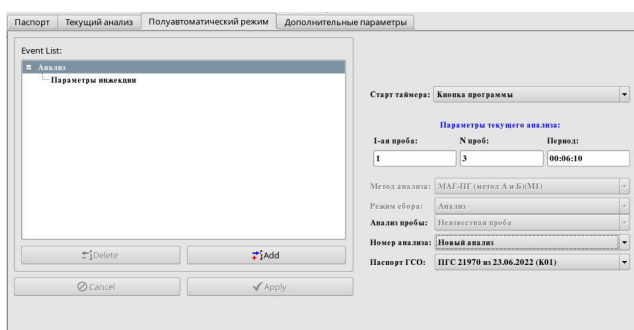 Паспорт Текущий анализ Полуавтоматический режим Дополнительные параметры
Event List:
Анализ
Параметры инжекции
Delete Add
Cancel Apply
Старт таймера: Кнопка программы
Параметры текущего анализа:
1-ая проба: N проб: Период:
1 3 00:06:10
Метод анализа: МАГ-ПГ (метод А и Б)(М1)
Режим сбора: Анализ
Анализ пробы: Неизвестная проба
Номер анализа: Новый анализ
Паспорт ГСО: ПГС 21970 из 23.06.2022 (К01)